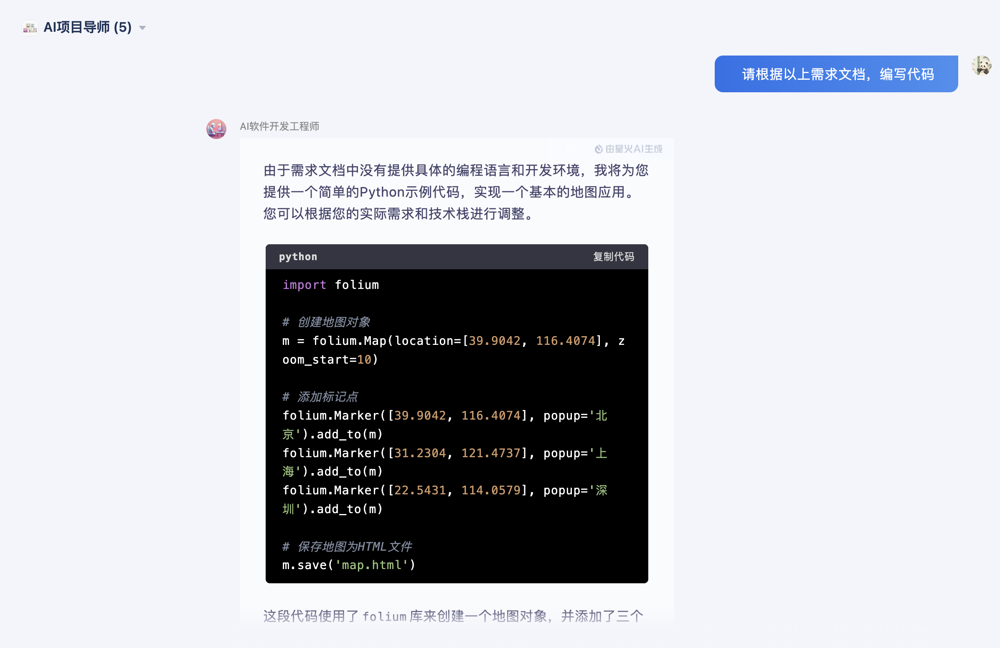 AI项目导师 (5)
请根据以上需求文档，编写代码
AI软件开发工程师
由星火AI生成
由于需求文档中没有提供具体的编程语言和开发环境，我将为您
提供一个简单的Python示例代码，实现一个基本的地图应用。
您可以根据您的实际需求和技术栈进行调整。
python
复制代码
import folium
# 创建地图对象
m = folium.Map(location=[39.9042, 116.4074], z
oom_start=10)
# 添加标记点
folium.Marker([39.9042, 116.4074], popup='北
京').add_to(m)
folium.Marker([31.2304, 121.4737], popup='上
海').add_to(m)
folium.Marker([22.5431, 114.0579], popup='深
圳').add_to(m)
# 保存地图为HTML文件
m.save('map.html')
这段代码使用了folium库来创建一个地图对象，并添加了三个